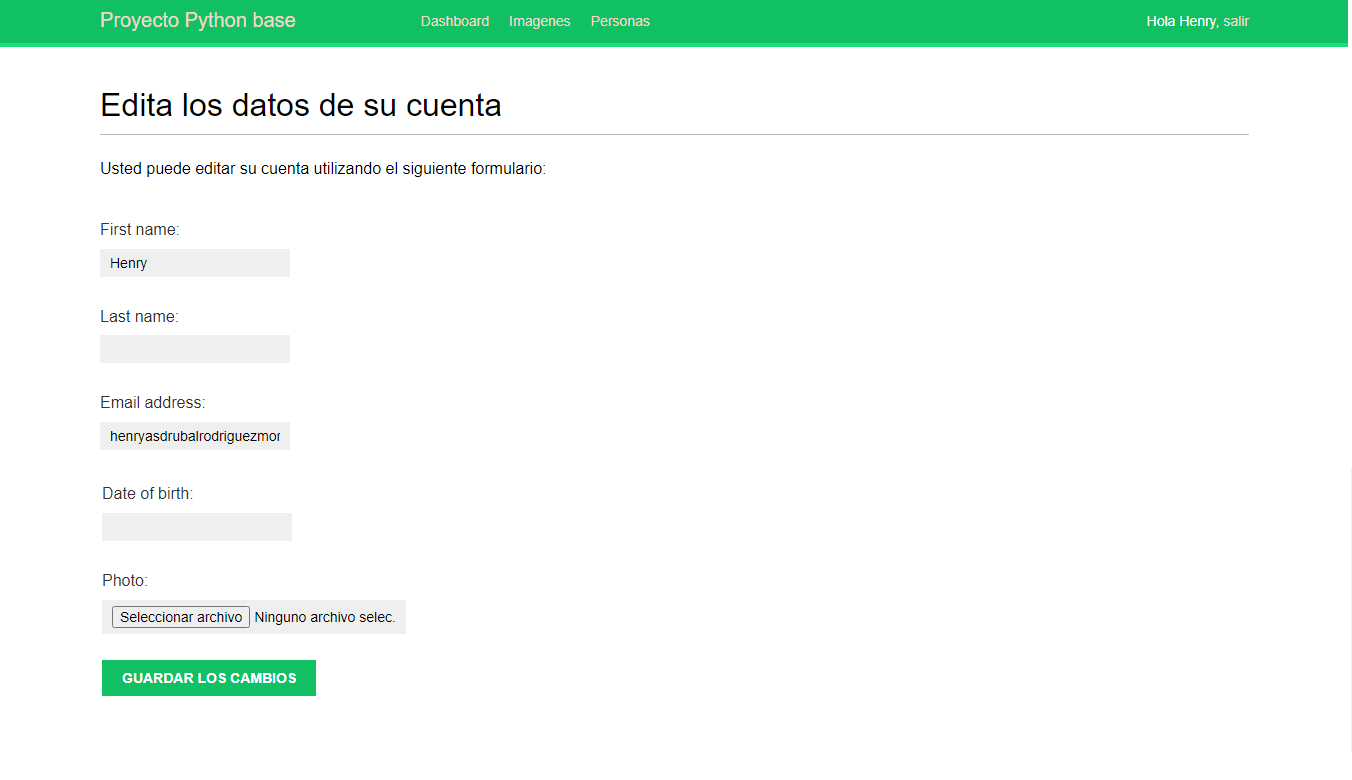 Proyecto Python base Dashboard Imagenes Personas Hola Henry, salir
Edita los datos de su cuenta
Usted puede editar su cuenta utilizando el siguiente formulario:
First name:
Henry
Last name:
Email address:
henryasdrubalrodriguezmor
Date of birth:
Photo:
Seleccionar archivo Ninguno archivo selec.
GUARDAR LOS CAMBIOS